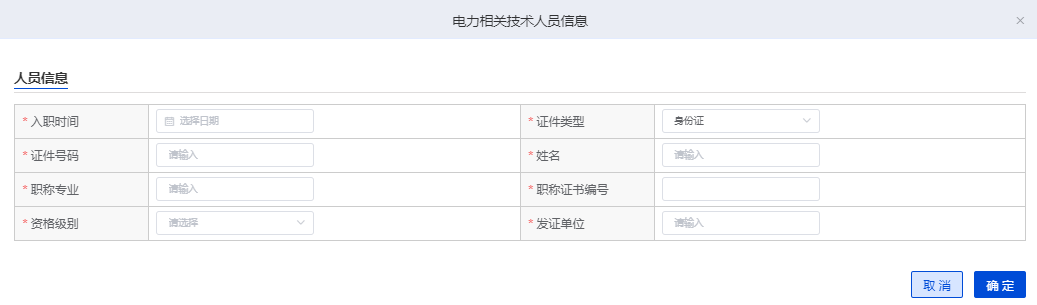 电力相关技术人员信息
人员信息
* 入职时间 选择日期 * 证件类型 身份证
* 证件号码 请输入 * 姓名 请输入
* 职称专业 请输入 * 职称证书编号
* 资格级别 请选择 * 发证单位 请输入
取消 确定